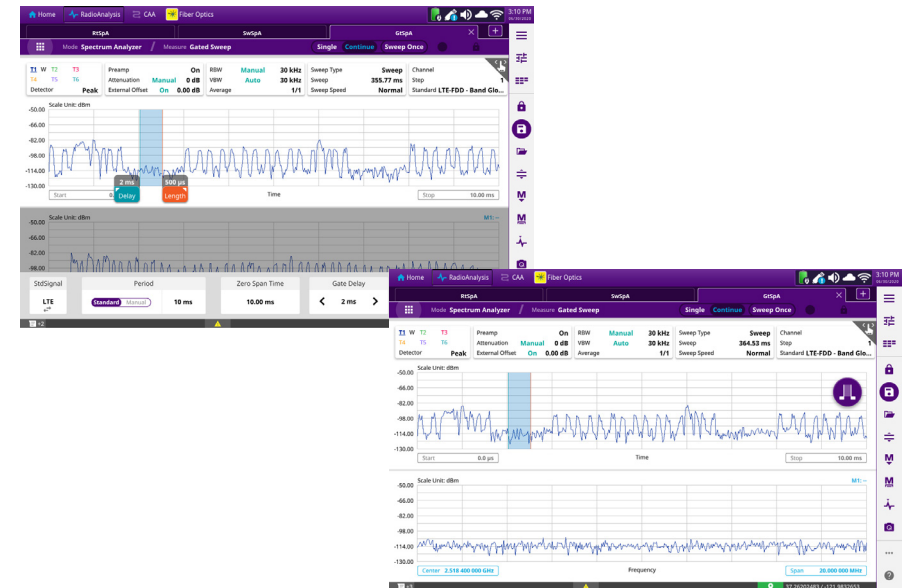 Home RadioAnalysis CAA Fiber Optics 3:10 PM
RtSpA SwSpA GtSpA × +
Mode Spectrum Analyzer / Measure Gated Sweep Single Continue Sweep Once
T1 W T2 T3 Preamp On RBW Manual 30 kHz Sweep Type Sweep Channel
T4 T5 T6 Attenuation Manual 0 dB VBW Auto 30 kHz Sweep 355.77 ms Step 1
Detector Peak External Offset On 0.00 dB Average 1/1 Sweep Speed Normal Standard LTE-FDD - Band Glo...
Scale Unit: dBm
-50.00
-66.00
-82.00
-98.00
-114.00
-130.00
2 ms 500 µs
Start Delay Length Time Stop 10.00 ms
Scale Unit: dBm M1: --
-50.00
-66.00
-82.00
-98.00
StdSignal Period Zero Span Time Gate Delay
LTE Standard Manual 10 ms 10.00 ms < 2 ms >
+2
Home RadioAnalysis CAA Fiber Optics 3:10 PM
RtSpA SwSpA GtSpA × +
Mode Spectrum Analyzer / Measure Gated Sweep Single Continue Sweep Once
T1 W T2 T3 Preamp On RBW Manual 30 kHz Sweep Type Sweep Channel
T4 T5 T6 Attenuation Manual 0 dB VBW Auto 30 kHz Sweep 364.53 ms Step 1
Detector Peak External Offset On 0.00 dB Average 1/1 Sweep Speed Normal Standard LTE-FDD - Band Glo...
Scale Unit: dBm
-50.00
-66.00
-82.00
-98.00
-114.00
-130.00
Start 0.0 µs Time Stop 10.00 ms
Scale Unit: dBm M1: --
-50.00
-66.00
-82.00
-98.00
-114.00
-130.00
Center 2.518 400 000 GHz Frequency Span 20.000 000 MHz